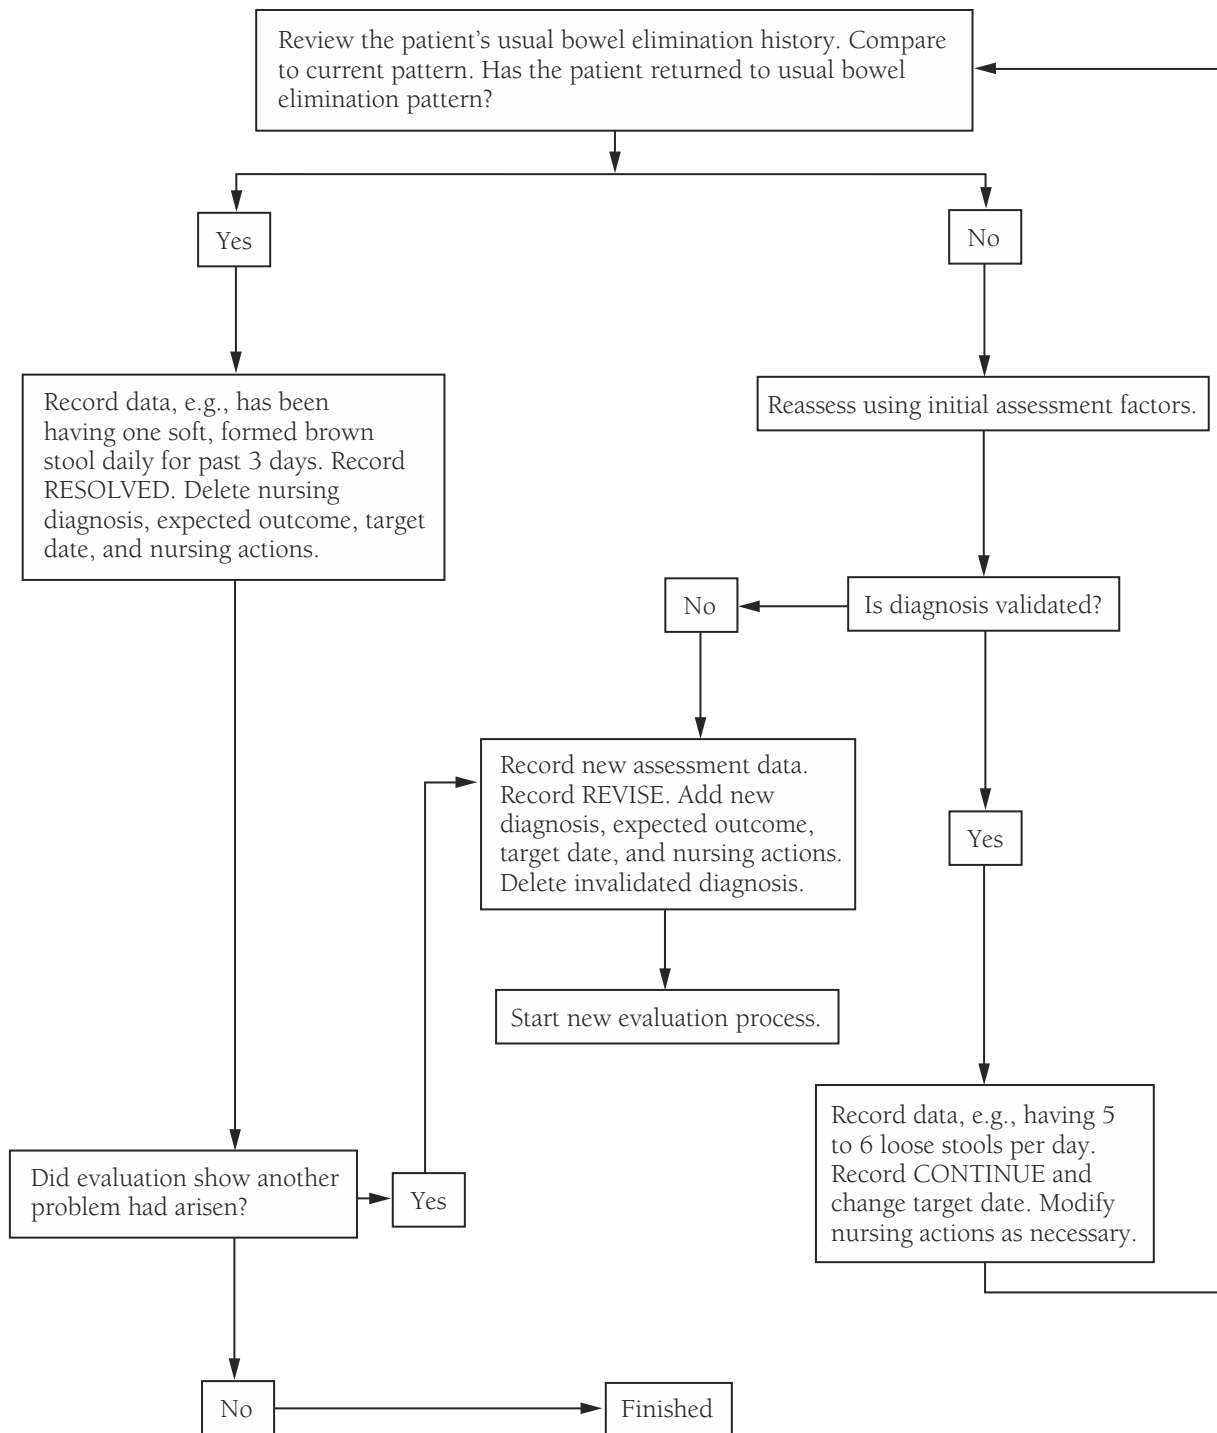 Review the patient's usual bowel elimination history. Compare
to current pattern. Has the patient returned to usual bowel
elimination pattern?
Yes
No
Record data, e.g., has been
having one soft, formed brown
stool daily for past 3 days. Record
RESOLVED. Delete nursing
diagnosis, expected outcome, target
date, and nursing actions.
Reassess using initial assessment factors.
No
Is diagnosis validated?
Record new assessment data.
Record REVISE. Add new
diagnosis, expected outcome,
target date, and nursing actions.
Delete invalidated diagnosis.
Yes
Start new evaluation process.
Record data, e.g., having 5
to 6 loose stools per day.
Record CONTINUE and
change target date. Modify
nursing actions as necessary.
Did evaluation show another
problem had arisen?
Yes
No
Finished